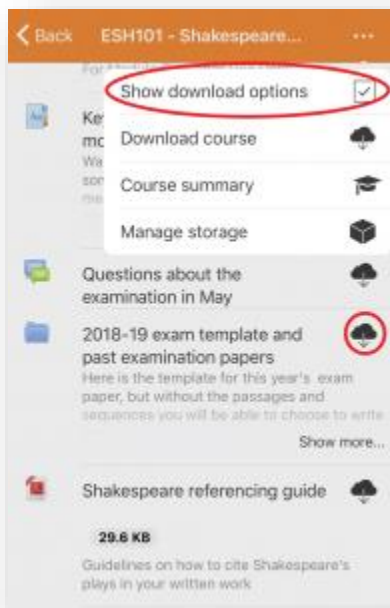 Back ESH101 - Shakespeare...
Show download options
Download course
Course summary
Manage storage
Questions about the
examination in May
2018-19 exam template and
past examination papers
Here is the template for this year's exam
paper, but without the passages and
sequences you will be able to choose to write
Show more...
Shakespeare referencing guide
29.6 KB
Guidelines on how to cite Shakespeare's
plays in your written work